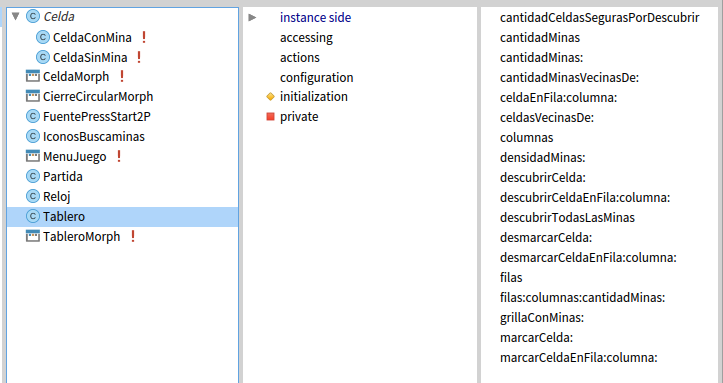 Celda
CeldaConMina
CeldaSinMina
CeldaMorph
CierreCircularMorph
FuentePressStart2P
IconosBuscaminas
MenuJuego
Partida
Reloj
Tablero
TableroMorph
instance side
accessing
actions
configuration
initialization
private
cantidadCeldasSegurasPorDescubrir
cantidadMinas
cantidadMinas:
cantidadMinasVecinasDe:
celdaEnFila:columna:
celdasVecinasDe:
columnas
densidadMinas:
descubrirCelda:
descubrirCeldaEnFila:columna:
descubrirTodasLasMinas
desmarcarCelda:
desmarcarCeldaEnFila:columna:
filas
filas:columnas:cantidadMinas:
grillaConMinas:
marcarCelda:
marcarCeldaEnFila:columna: